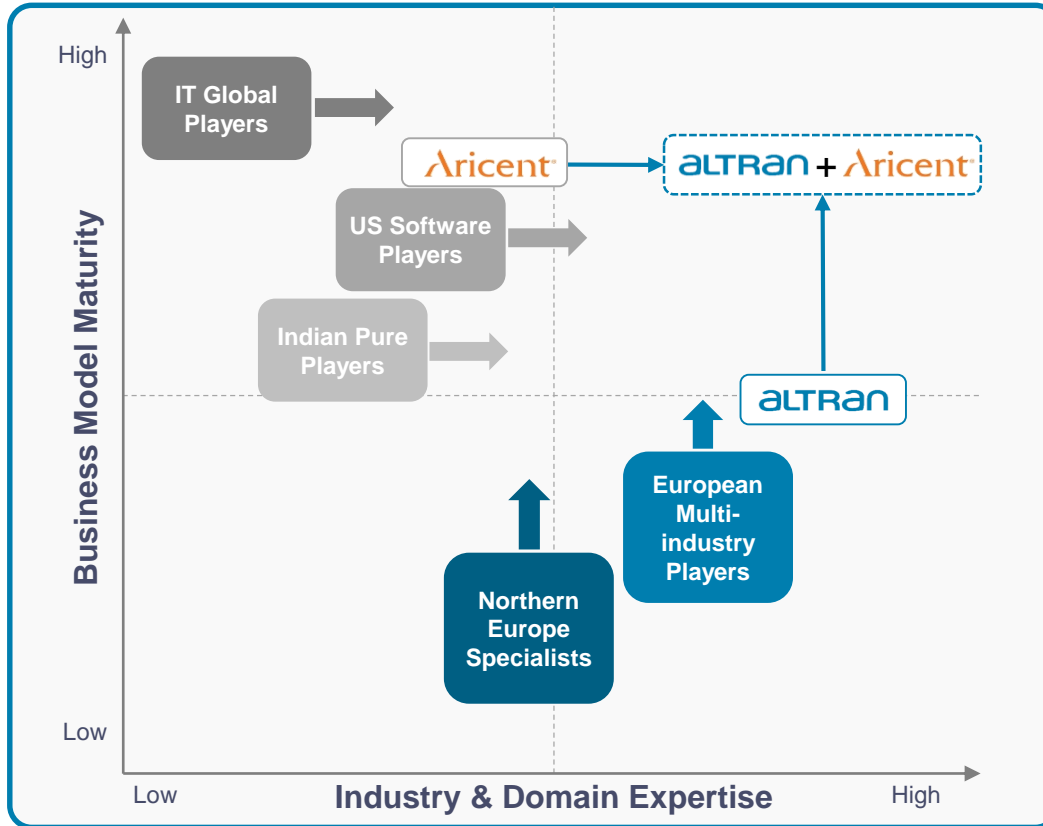 High
IT Global
Players
Aricent
ALTRAN + Aricent
US Software
Players
Indian Pure
Players
ALTRAN
European
Multi-
industry
Players
Northern
Europe
Specialists
Business Model Maturity
Low
Low
Industry & Domain Expertise
High